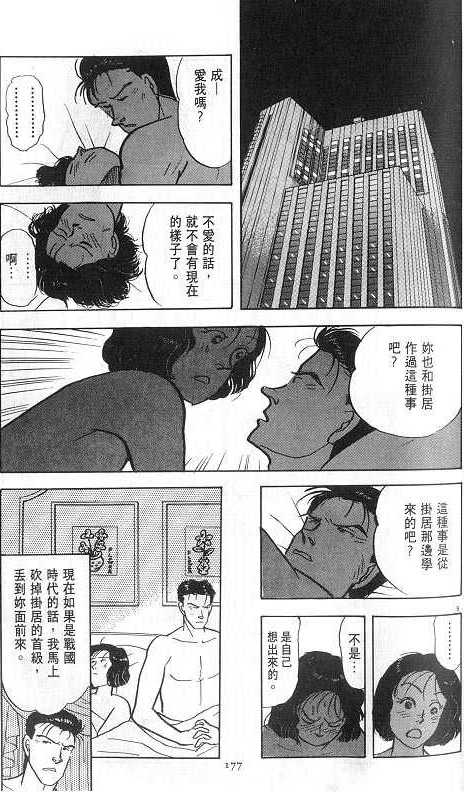 成—
愛我嗎？
…………
不愛的話，
就不會有現在
的樣子了。
……
啊…
妳也和掛居
作過這種事
吧？
這種事是從
掛居那邊學
來的吧？
不是…
是自己
想出來的。
現在如果是戰國
時代的話，我馬上
砍掉掛居的首級，
丟到妳面前來。
177